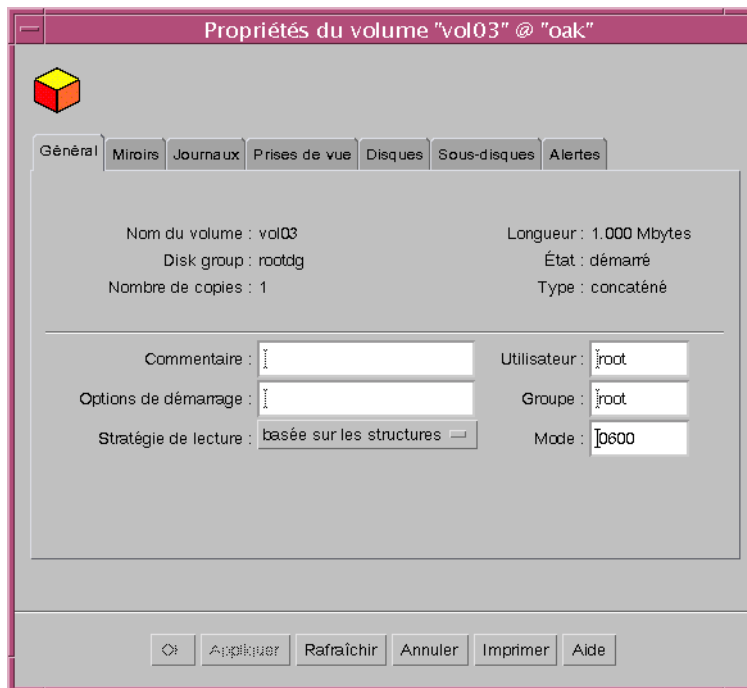 Propriétés du volume "vol03" @ "oak"
Général Miroirs Journaux Prises de vue Disques Sous-disques Alertes
Nom du volume : vol03 Longueur : 1.000 Mbytes
Disk group : rootdg État : démarré
Nombre de copies : 1 Type : concaténé
Commentaire : Utilisateur : root
Options de démarrage : Groupe : root
Stratégie de lecture : basée sur les structures Mode : 0600
Appliquer Rafraîchir Annuler Imprimer Aide